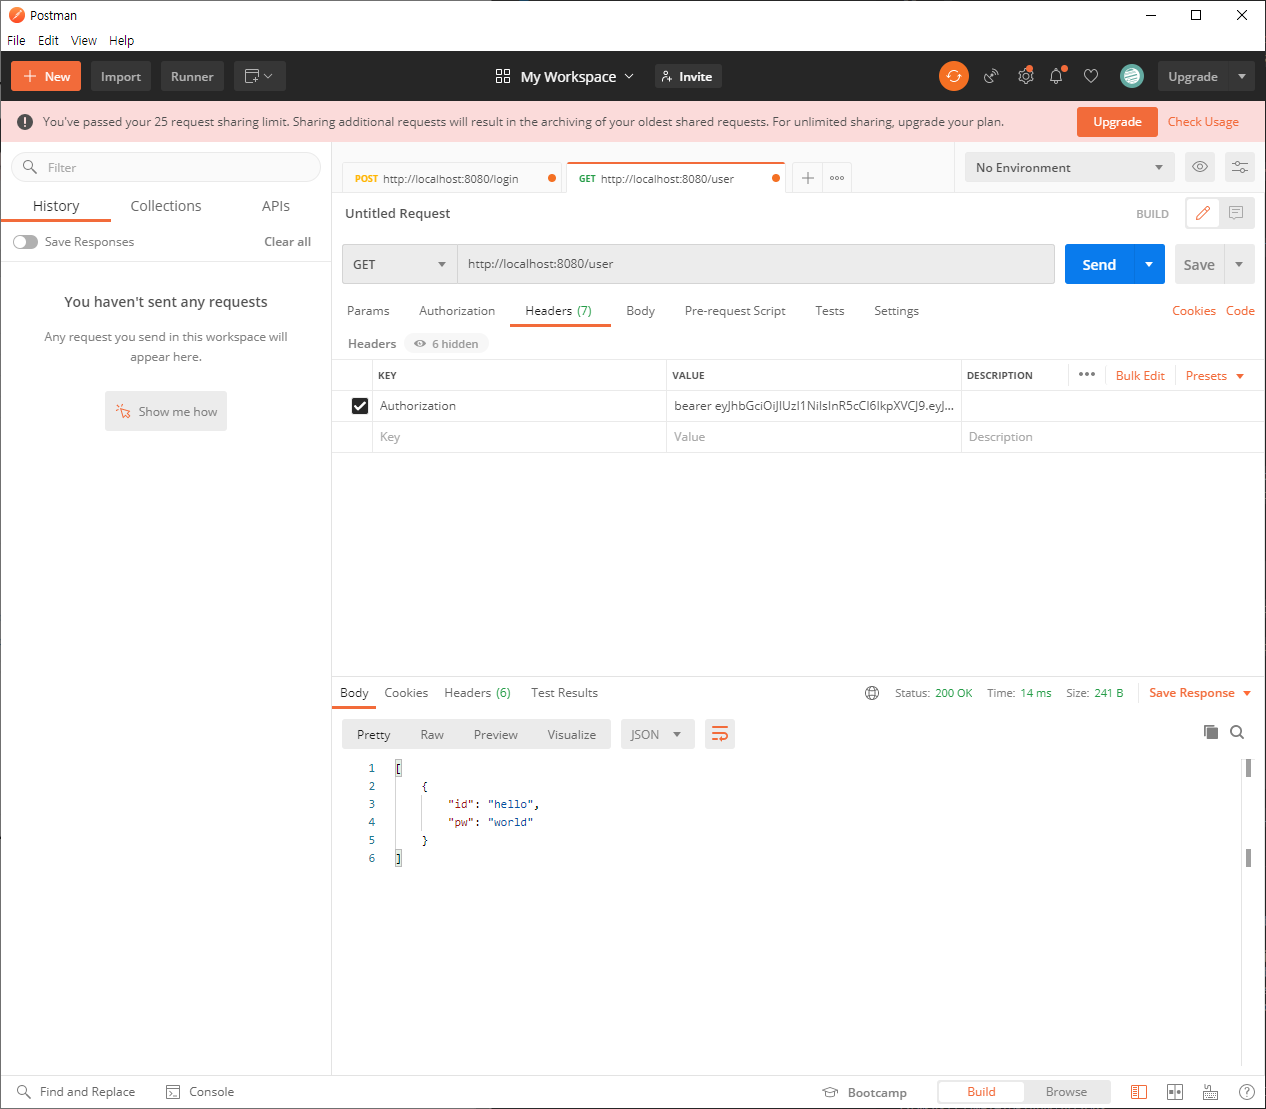 Postman
File Edit View Help
New Import Runner My Workspace Invite Upgrade
You've passed your 25 request sharing limit. Sharing additional requests will result in the archiving of your oldest shared requests. For unlimited sharing, upgrade your plan. Upgrade Check Usage
Filter
History Collections APIs
Save Responses Clear all
You haven't sent any requests
Any request you send in this workspace will
appear here.
Show me how
POST http://localhost:8080/login GET http://localhost:8080/user No Environment
Untitled Request BUILD
GET http://localhost:8080/user Send Save
Params Authorization Headers (7) Body Pre-request Script Tests Settings Cookies Code
Headers 6 hidden
KEY VALUE DESCRIPTION Bulk Edit Presets
Authorization bearer eyJhbGciOiJIUzI1NiIsInR5cCI6IkpXVCJ9.eyJ...
Key Value Description
Body Cookies Headers (6) Test Results Status: 200 OK Time: 14 ms Size: 241 B Save Response
Pretty Raw Preview Visualize JSON
1 [
2 {
3 "id": "hello",
4 "pw": "world"
5 }
6 ]
Find and Replace Console Bootcamp Build Browse